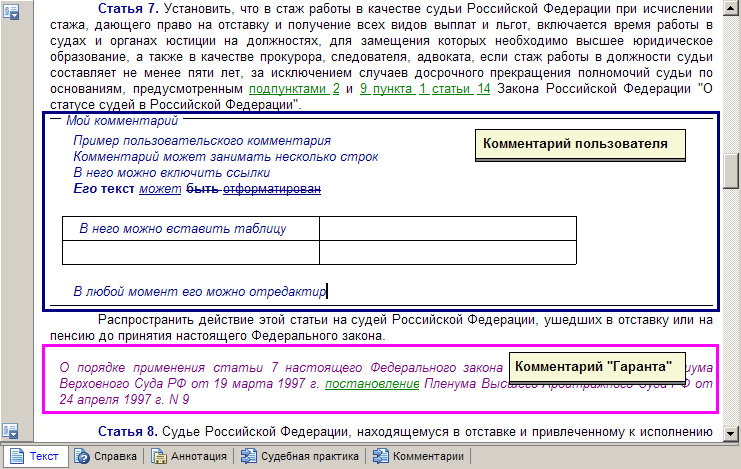 Статья 7. Установить, что в стаж работы в качестве судьи Российской Федерации при исчислении
стажа, дающего право на отставку и получение всех видов выплат и льгот, включается время работы в
судах и органах юстиции на должностях, для замещения которых необходимо высшее юридическое
образование, а также в качестве прокурора, следователя, адвоката, если стаж работы в должности судьи
составляет не менее пяти лет, за исключением случаев досрочного прекращения полномочий судьи по
основаниям, предусмотренным подпунктами 2 и 9 пункта 1 статьи 14 Закона Российской Федерации "О
статусе судей в Российской Федерации".
Мой комментарий
Пример пользовательского комментария
Комментарий может занимать несколько строк
В него можно включить ссылки
Его текст может быть отформатирован
Комментарий пользователя
В него можно вставить таблицу
В любой момент его можно отредактир
Распространить действие этой статьи на судей Российской Федерации, ушедших в отставку или на
пенсию до принятия настоящего Федерального закона.
О порядке применения статьи 7 настоящего Федерального закона
Комментарий "Гаранта"
Верховного Суда РФ от 19 марта 1997 г. постановление Пленума Высшего Арбитражного Суда РФ от
24 апреля 1997 г. N 9
Статья 8. Судье Российской Федерации, находящемуся в отставке и привлеченному к исполнению
Текст Справка Аннотация Судебная практика Комментарии